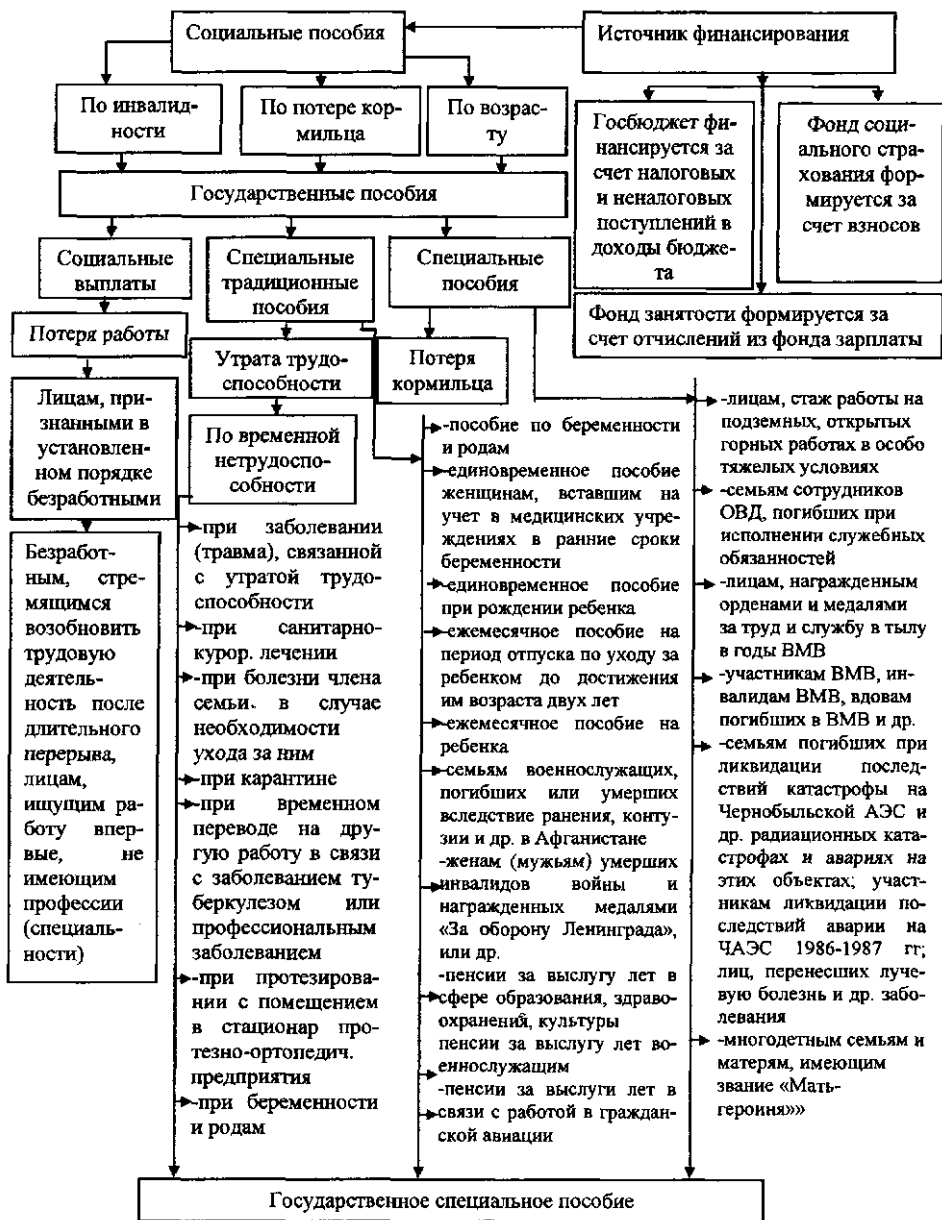 Социальные пособия
Источник финансирования
По инвалид-
ности
По потере кор-
мильца
По возрас-
ту
Госбюджет фи-
нансируется за
счет налоговых
и неналоговых
поступлений в
доходы бюдже-
та
Фонд соци-
ального стра-
хования фор-
мируется за
счет взносов
Государственные пособия
Социальные
выплаты
Специальные
традиционные
пособия
Специальные
пособия
Фонд занятости формируется за
счет отчислений из фонда зарплаты
Потеря работы
Утрата трудо-
способности
Потеря
кормильца
Лицам, при-
знанными в
установлен-
ном порядке
безработными
По временной
нетрудоспо-
собности
Безработ-
ным, стре-
мящимся
возобновить
трудовую
деятель-
ность после
длительного
перерыва,
лицам,
ищущим ра-
боту впер-
вые, не
имеющим
профессии
(специаль-
ности)
-при заболевании
(травма), связанной
с утратой трудо-
способности
-при санитарно-
курор. лечении
-при болезни члена
семьи. в случае
необходимости
ухода за ним
-при карантине
-при временном
переводе на дру-
гую работу в связи
с заболеванием ту-
беркулезом или
профессиональным
заболеванием
-при протезирова-
нии с помещением
в стационар про-
тезно-ортопедич.
предприятия
-при беременности
и родам
-пособие по беременности
и родам
-единовременное пособие
женщинам, вставшим на
учет в медицинских учре-
ждениях в ранние сроки
беременности
-единовременное пособие
при рождении ребенка
-ежемесячное пособие на
период отпуска по уходу за
ребенком до достижения
им возраста двух лет
-ежемесячное пособие на
ребенка
-семьям военнослужащих,
погибших или умерших
вследствие ранения, конту-
зии и др. в Афганистане
-женам (мужьям) умерших
инвалидов войны и
награжденных медалями
«За оборону Ленинграда»,
или др.
-пенсии за выслугу лет в
сфере образования, здраво-
охранений, культуры
пенсии за выслугу лет во-
еннослужащим
-пенсии за выслуги лет в
связи с работой в граждан-
ской авиации
-лицам, стаж работы на
подземных, открытых
горных работах в особо
тяжелых условиях
-семьям сотрудников
ОВД, погибших при
исполнении служебных
обязанностей
-лицам, награжденным
орденами и медалями
за труд и службу в тылу
в годы ВМВ
-участникам ВМВ, ин-
валидам ВМВ, вдовам
погибших в ВМВ и др.
-семьям погибших при
ликвидации послед-
ствий катастрофы на
Чернобыльской АЭС и
др. радиационных ката-
строфах и авариях на
этих объектах; участ-
никам ликвидации по-
следствий аварии на
ЧАЭС 1986-1987 гг;
лиц, перенесших луче-
вую болезнь и др. забо-
левания
-многодетным семьям и
матерям, имеющим
звание «Мать-
героиня»»
Государственное специальное пособие